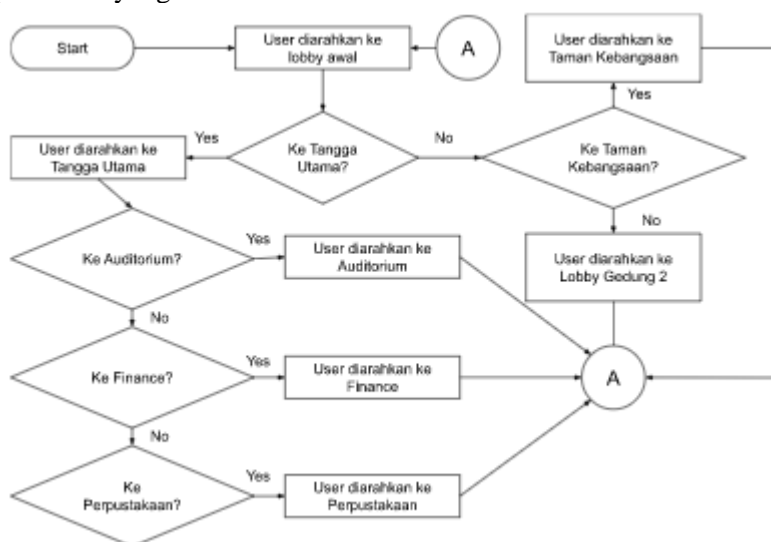 Start
User diarahkan ke
lobby awal
A
User diarahkan ke
Taman Kebangsaan
Yes
User diarahkan ke
Tangga Utama
Yes
Ke Tangga
Utama?
No
Ke Taman
Kebangsaan?
No
Ke Auditorium?
Yes
User diarahkan ke
Auditorium
User diarahkan ke
Lobby Gedung 2
No
Ke Finance?
Yes
User diarahkan ke
Finance
A
No
Ke
Perpustakaan?
Yes
User diarahkan ke
Perpustakaan